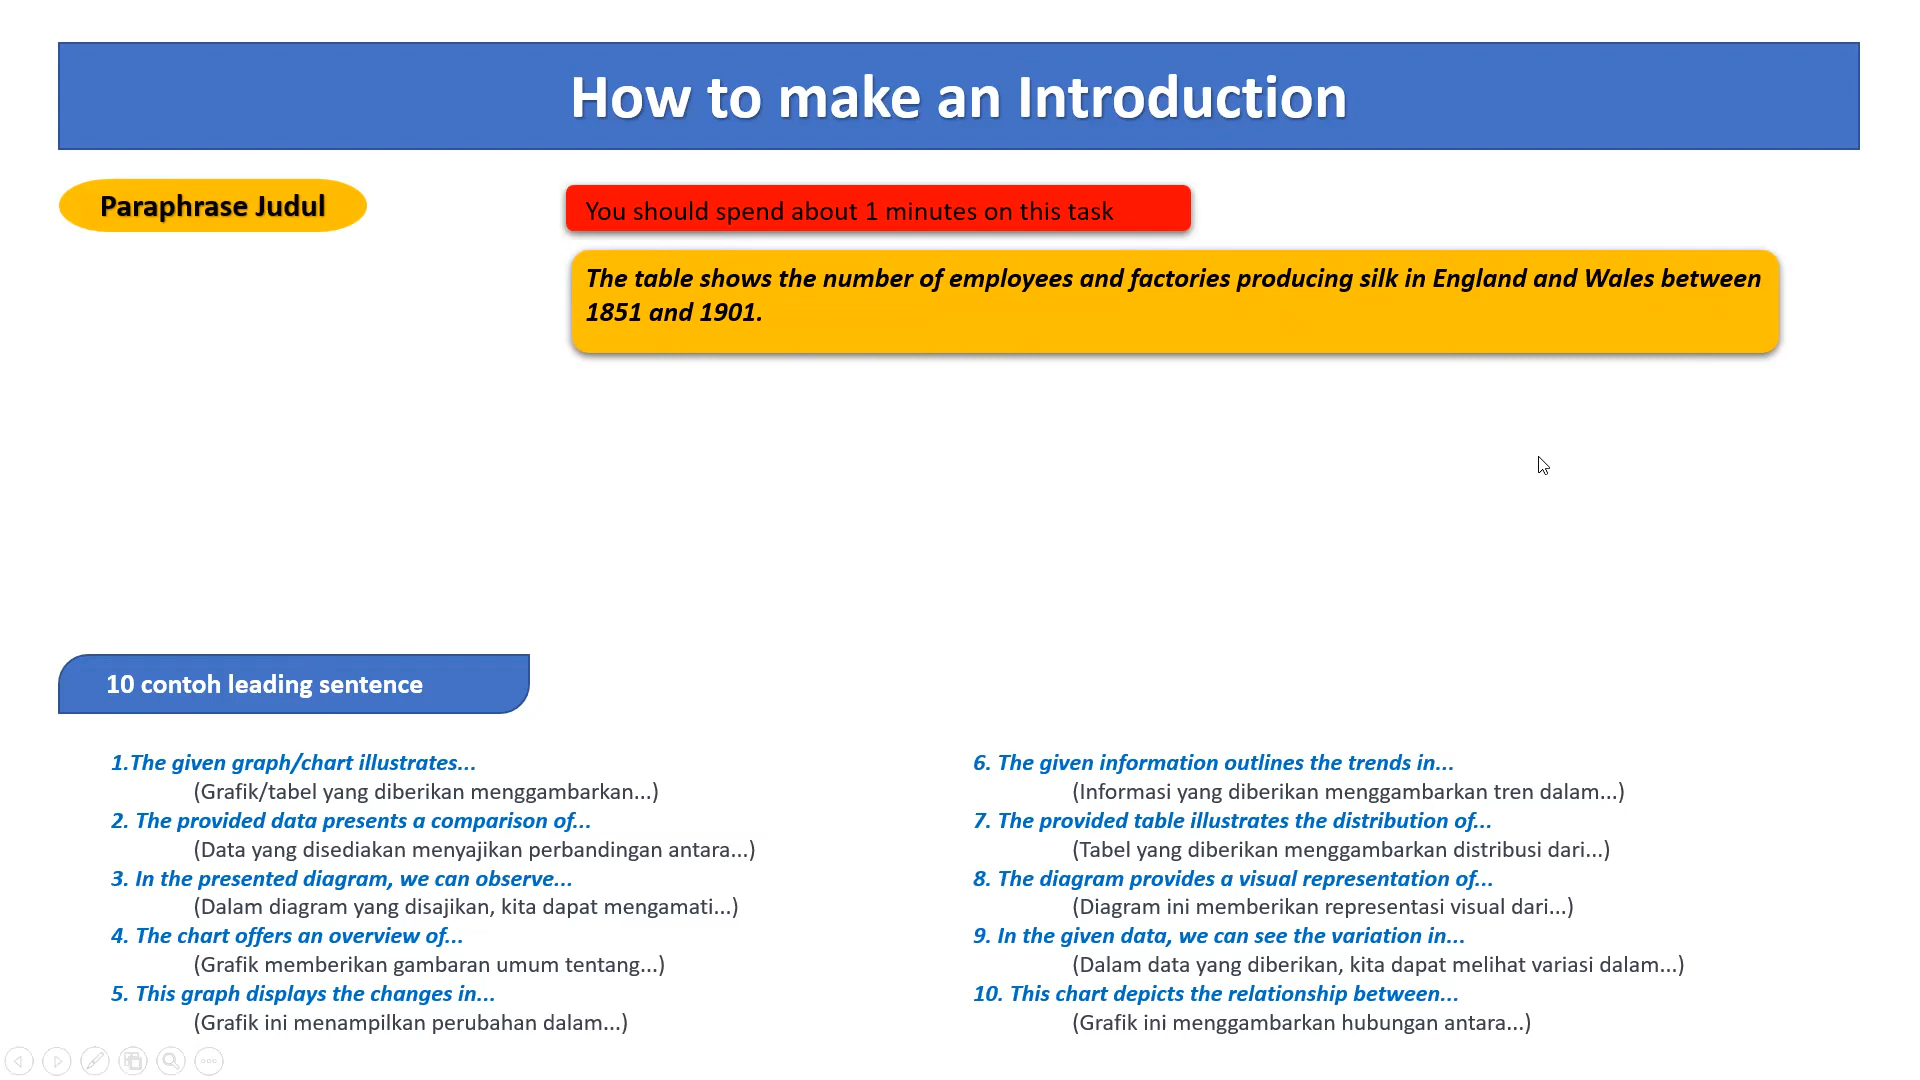 How to make an Introduction
Paraphrase Judul
You should spend about 1 minutes on this task
The table shows the number of employees and factories producing silk in England and Wales between
1851 and 1901.
10 contoh leading sentence
1.The given graph/chart illustrates...
(Grafik/tabel yang diberikan menggambarkan...)
2. The provided data presents a comparison of...
(Data yang disediakan menyajikan perbandingan antara...)
3. In the presented diagram, we can observe...
(Dalam diagram yang disajikan, kita dapat mengamati...)
4. The chart offers an overview of...
(Grafik memberikan gambaran umum tentang...)
5. This graph displays the changes in...
(Grafik ini menampilkan perubahan dalam...)
6. The given information outlines the trends in...
(Informasi yang diberikan menggambarkan tren dalam...)
7. The provided table illustrates the distribution of...
(Tabel yang diberikan menggambarkan distribusi dari...)
8. The diagram provides a visual representation of...
(Diagram ini memberikan representasi visual dari...)
9. In the given data, we can see the variation in...
(Dalam data yang diberikan, kita dapat melihat variasi dalam...)
10. This chart depicts the relationship between...
(Grafik ini menggambarkan hubungan antara...)